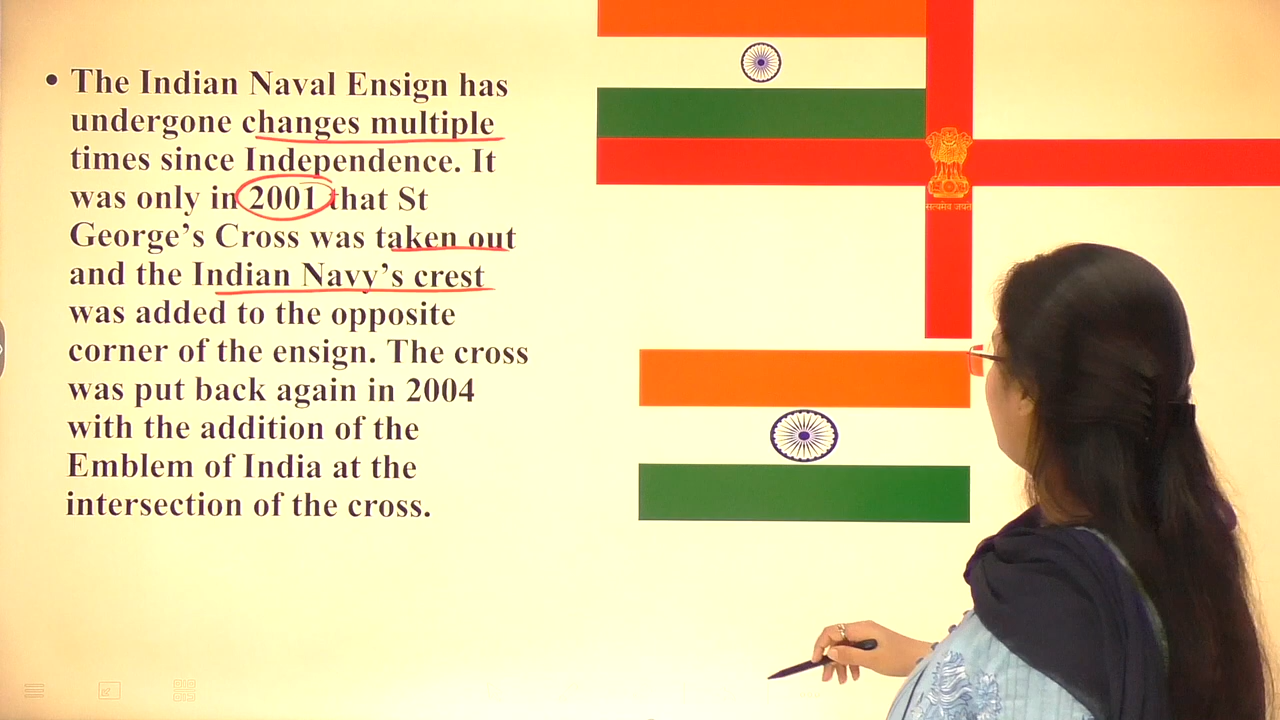 • The Indian Naval Ensign has
undergone changes multiple
times since Independence. It
was only in 2001 that St
George's Cross was taken out
and the Indian Navy's crest
was added to the opposite
corner of the ensign. The cross
was put back again in 2004
with the addition of the
Emblem of India at the
intersection of the cross.
सत्यमेव जयते